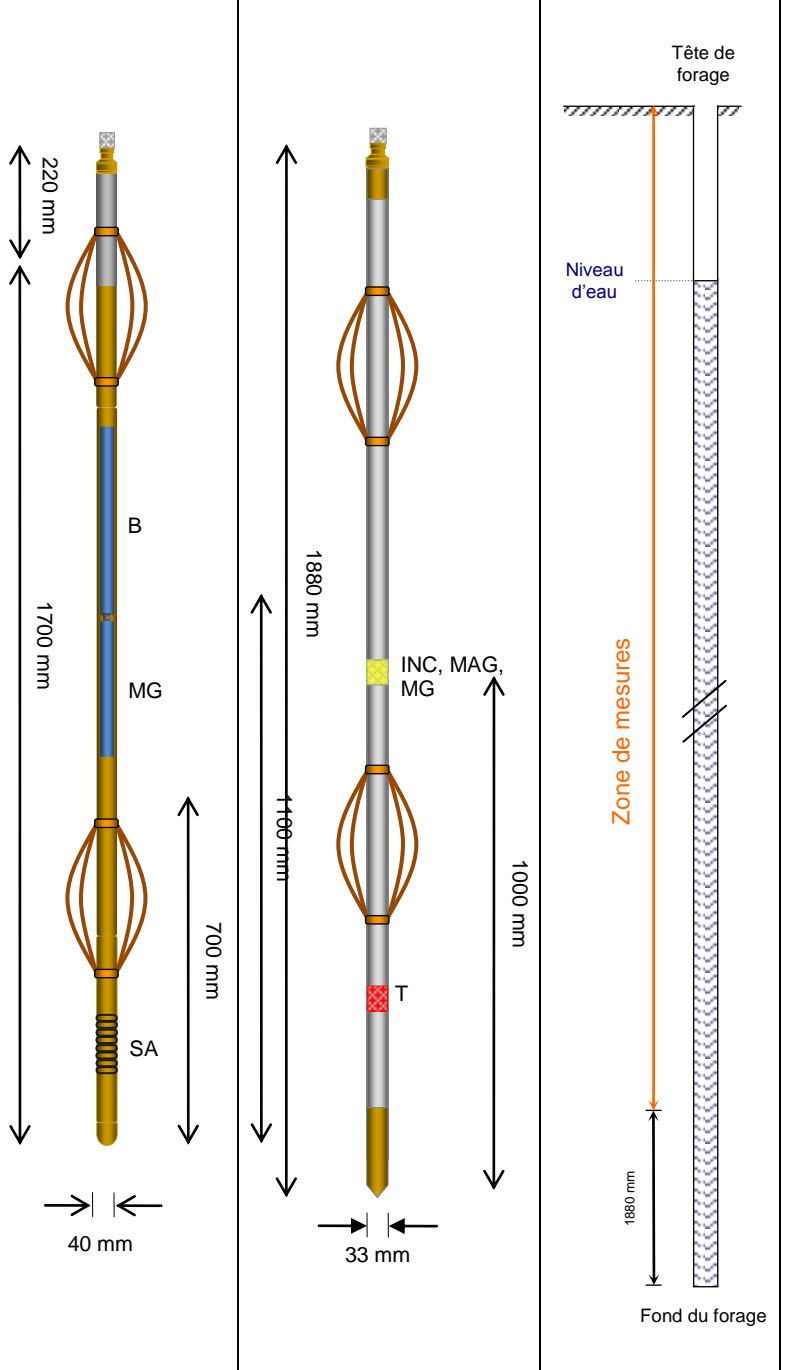 220 mm
1700 mm
B
MG
700 mm
SA
40 mm
1880 mm
1100 mm
INC, MAG,
MG
1000 mm
T
33 mm
Tête de
forage
Niveau
d'eau
Zone de mesures
1880 mm
Fond du forage